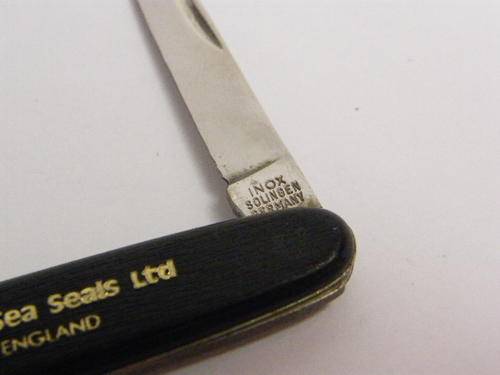 INOX
SOLINGEN
GERMANY
Sea Seals Ltd
ENGLAND